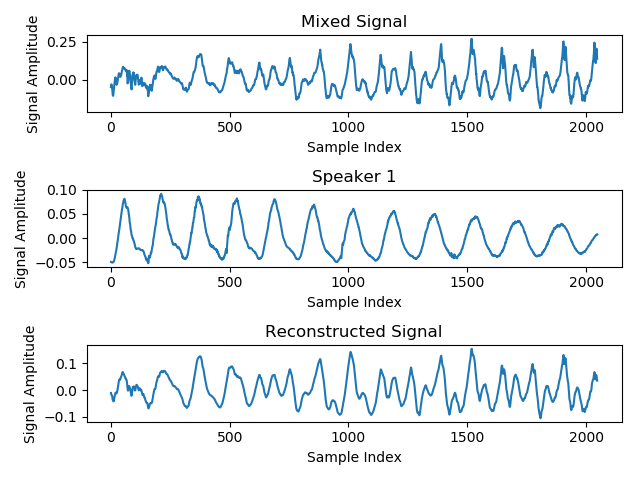 Mixed Signal
Signal Amplitude
0.25
0.00
0
500
1000
1500
2000
Sample Index
Speaker 1
Signal Amplitude
0.10
0.05
0.00
−0.05
0
500
1000
1500
2000
Sample Index
Reconstructed Signal
Signal Amplitude
0.1
0.0
−0.1
0
500
1000
1500
2000
Sample Index